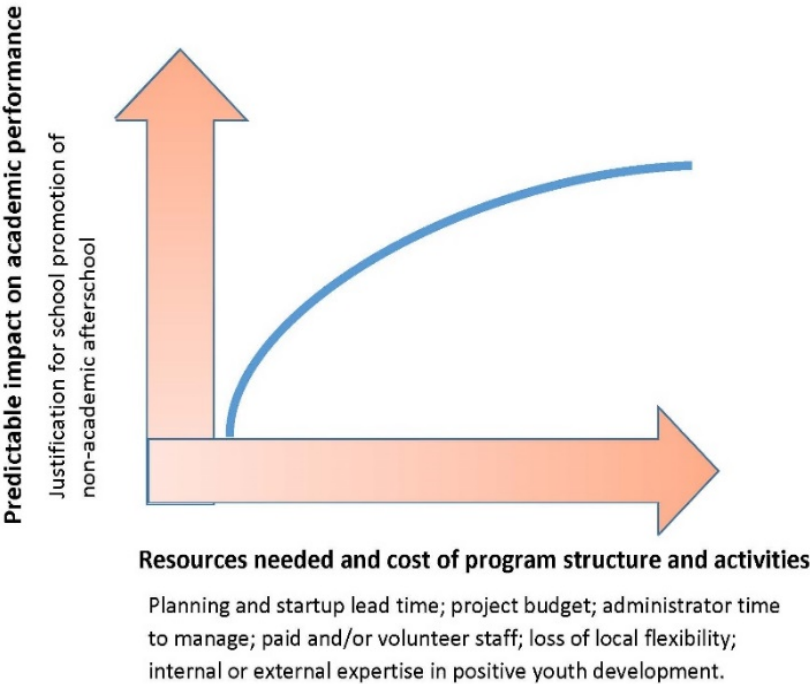 Predictable impact on academic performance
Justification for school promotion of
non-academic afterschool
Resources needed and cost of program structure and activities
Planning and startup lead time; project budget; administrator time
to manage; paid and/or volunteer staff; loss of local flexibility;
internal or external expertise in positive youth development.